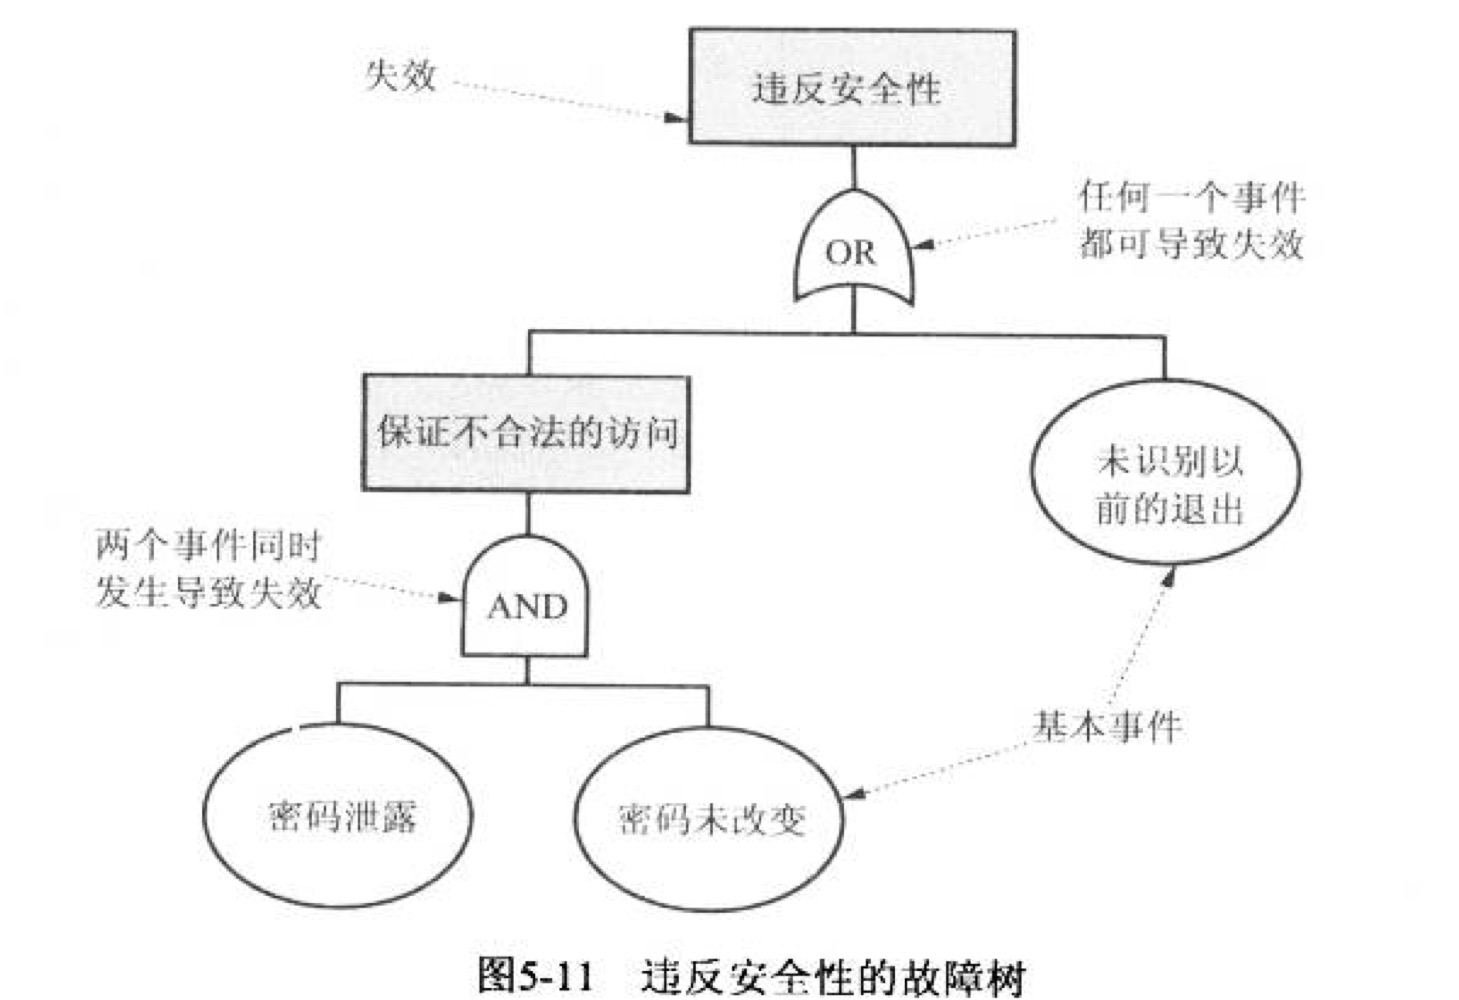 失效
违反安全性
任何一个事件
都可导致失效
OR
保证不合法的访问
未识别以
前的退出
两个事件同时
发生导致失效
AND
基本事件
密码泄露
密码未改变
图5-11 违反安全性的故障树